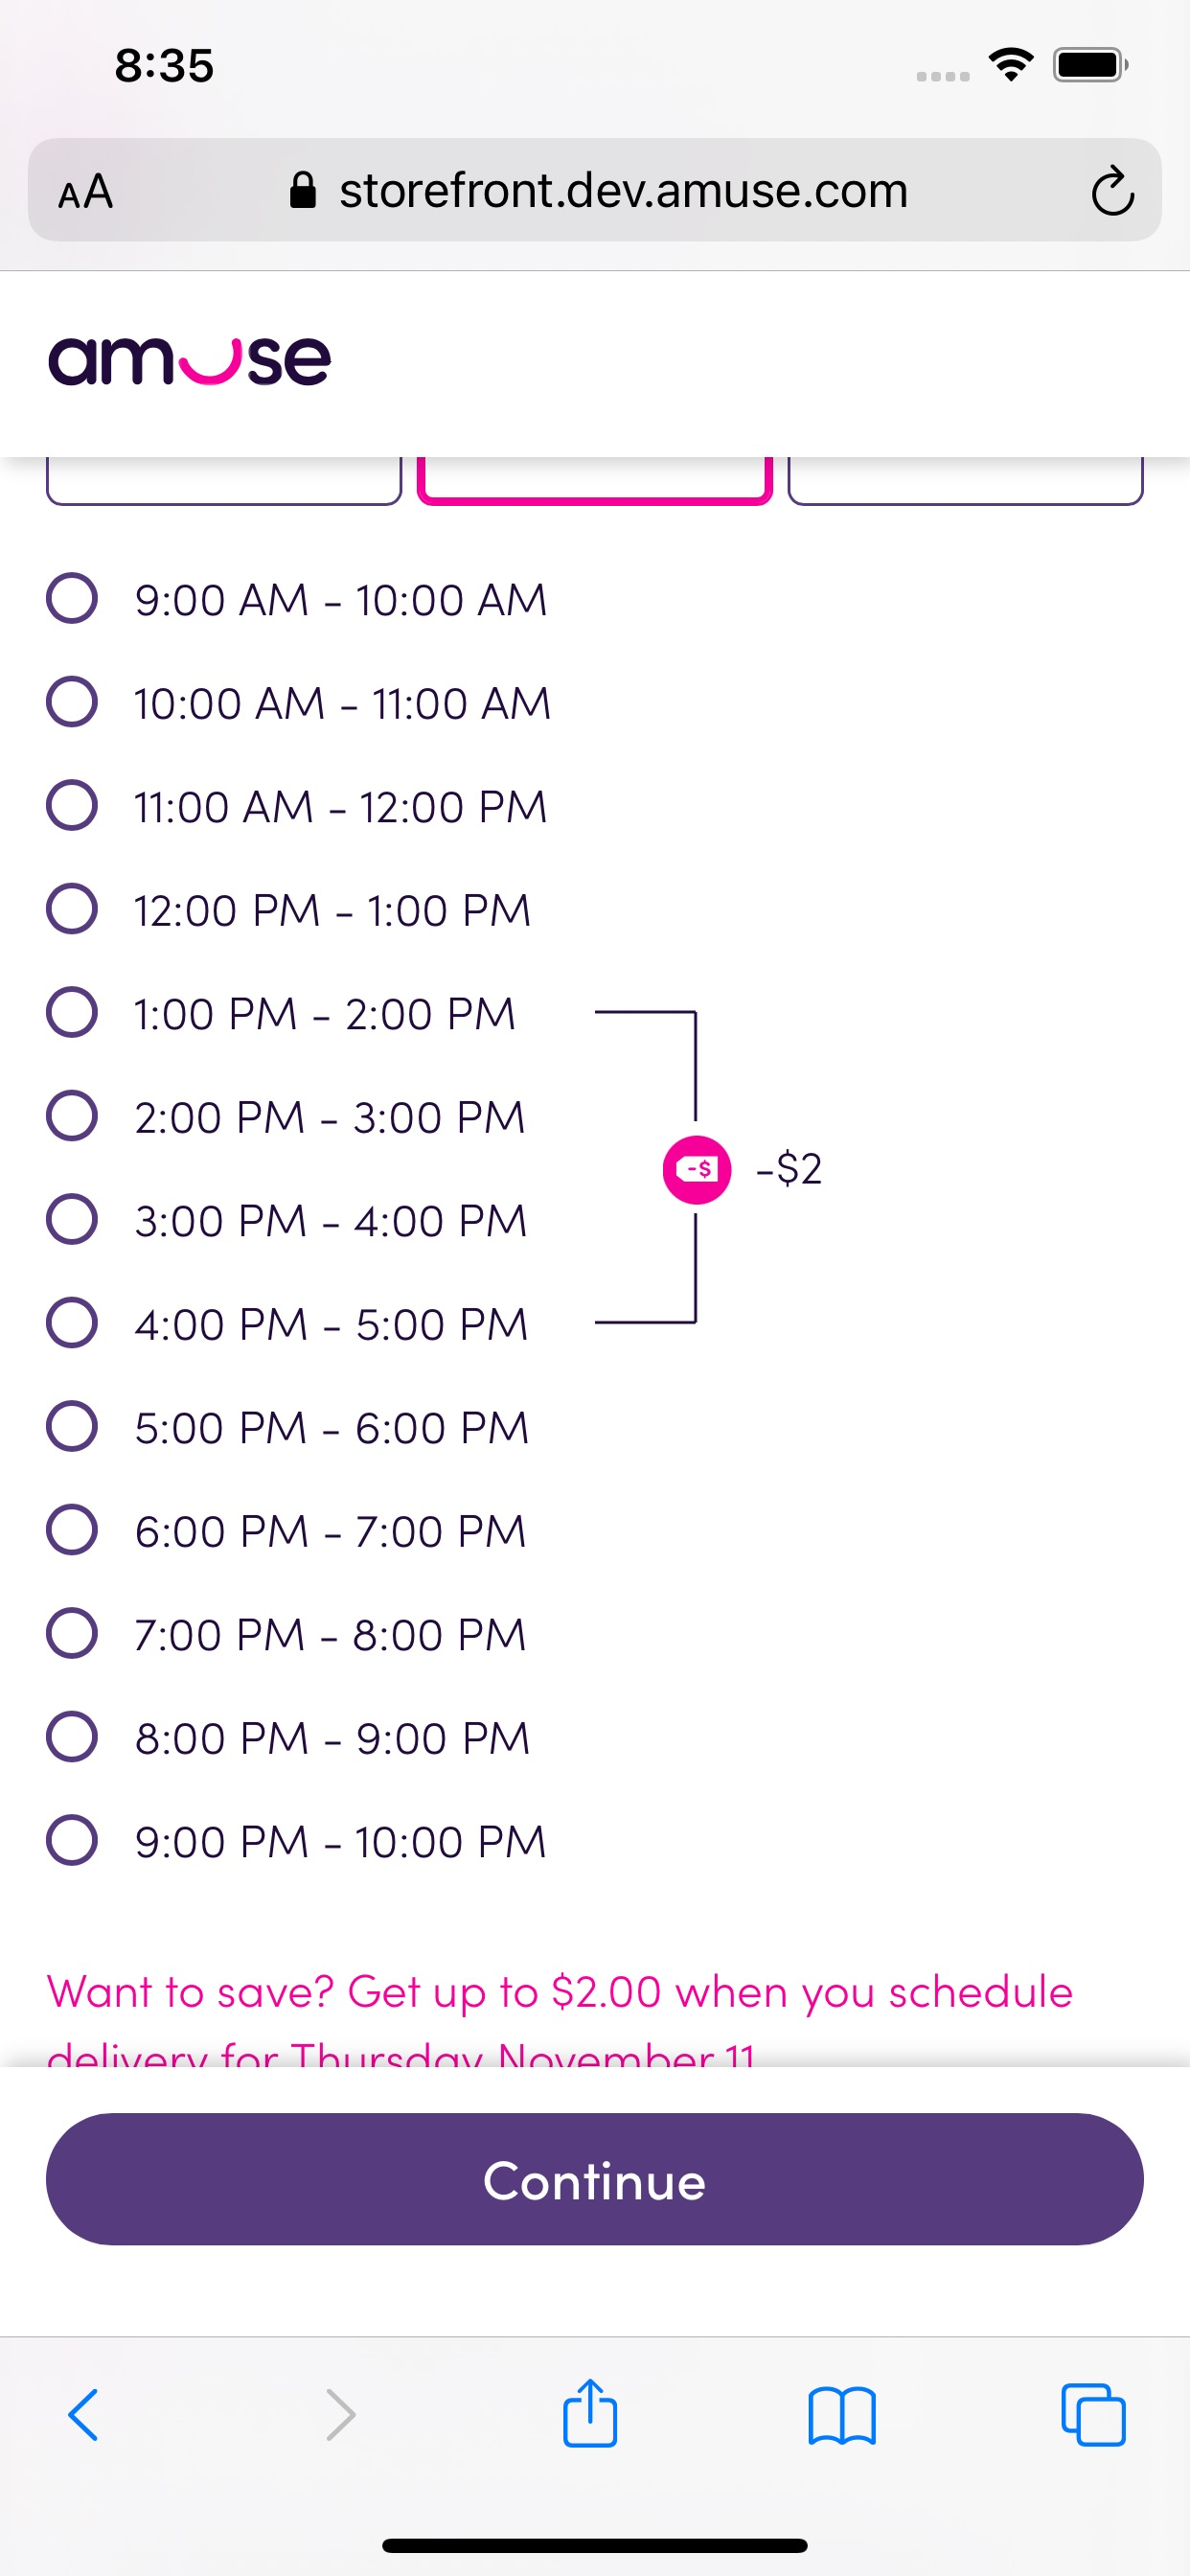 8:35
AA storefront.dev.amuse.com
amuse
9:00 AM - 10:00 AM
10:00 AM - 11:00 AM
11:00 AM - 12:00 PM
12:00 PM - 1:00 PM
1:00 PM - 2:00 PM
2:00 PM - 3:00 PM
-$ -$2
3:00 PM - 4:00 PM
4:00 PM - 5:00 PM
5:00 PM - 6:00 PM
6:00 PM - 7:00 PM
7:00 PM - 8:00 PM
8:00 PM - 9:00 PM
9:00 PM - 10:00 PM
Want to save? Get up to $2.00 when you schedule
delivery for Thursday November 11
Continue